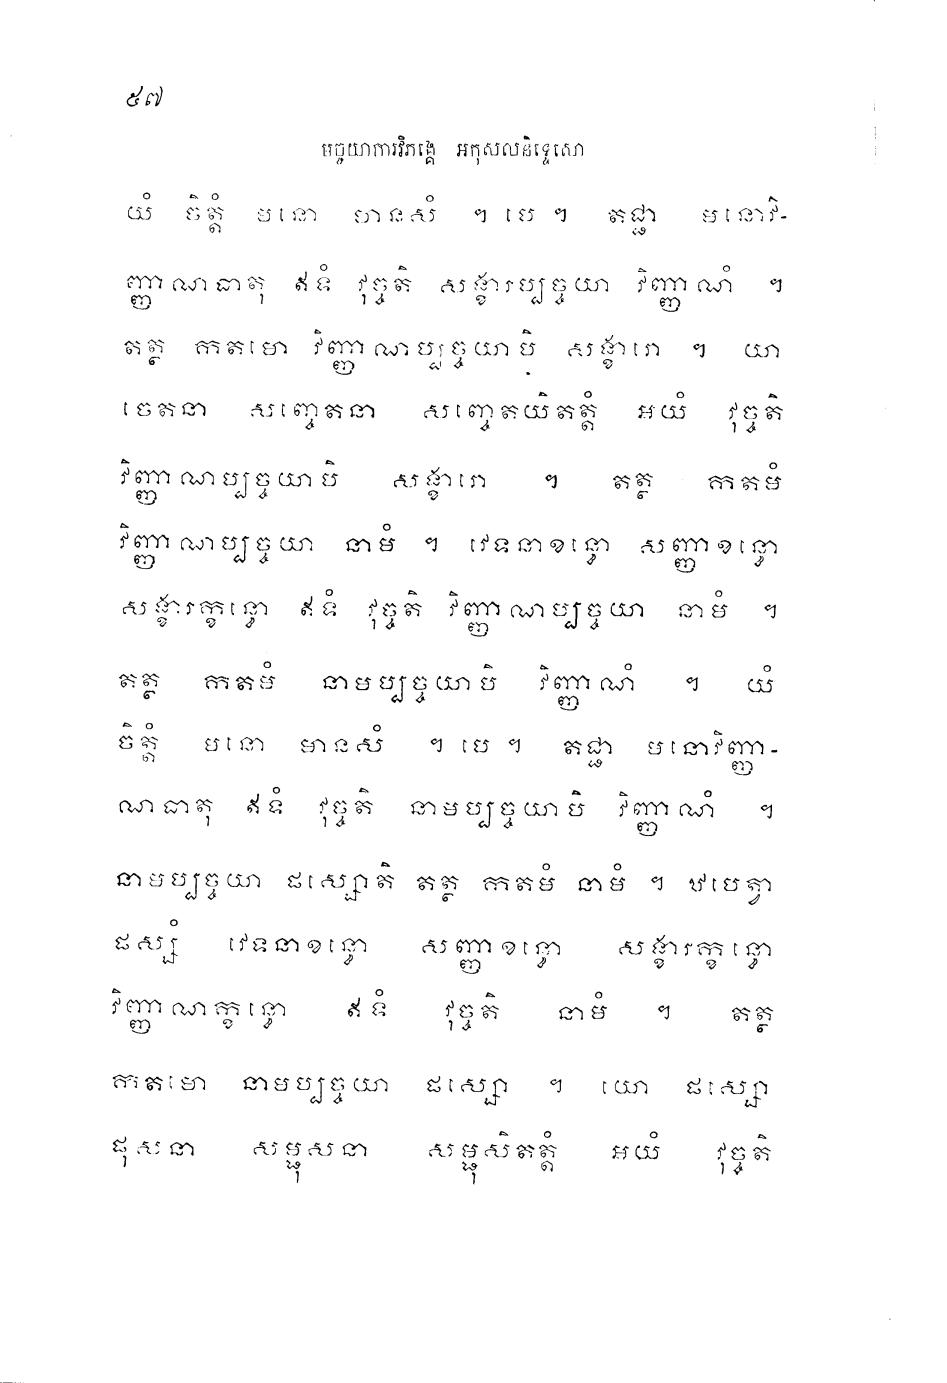 ៥៧
បច្ចយាការវិភង្គេ អកុសលនិទ្ទេសោ
យំ ចិត្តំ មនោ មានសំ ។ បេ ។ តជ្ជា មនោវិ-
ញ្ញាណធាតុ ឥទំ វុច្ចតិ សង្ខារប្បច្ចយា វិញ្ញាណំ ។
តត្ថ កតមោ វិញ្ញាណប្បច្ចយាបិ សង្ខារោ ។ យា
ចេតនា សញ្ចេតនា សញ្ចេតយិតត្តំ អយំ វុច្ចតិ
វិញ្ញាណប្បច្ចយាបិ សង្ខារោ ។ តត្ថ កតមំ
វិញ្ញាណប្បច្ចយា នាមំ ។ វេទនាខន្ធោ សញ្ញាខន្ធោ
សង្ខារក្ខន្ធោ ឥទំ វុច្ចតិ វិញ្ញាណប្បច្ចយា នាមំ ។
តត្ថ កតមំ នាមប្បច្ចយាបិ វិញ្ញាណំ ។ យំ
ចិត្តំ មនោ មានសំ ។ បេ ។ តជ្ជា មនោវិញ្ញា-
ណធាតុ ឥទំ វុច្ចតិ នាមប្បច្ចយាបិ វិញ្ញាណំ ។
នាមប្បច្ចយា ផស្សោតិ តត្ថ កតមំ នាមំ ។ ឋបេត្វា
ផស្សំ វេទនាខន្ធោ សញ្ញាខន្ធោ សង្ខារក្ខន្ធោ
វិញ្ញាណក្ខន្ធោ ឥទំ វុច្ចតិ នាមំ ។ តត្ថ
កតមោ នាមប្បច្ចយា ផស្សោ ។ យោ ផស្សោ
ផុសនា សម្ផុសនា សម្ផុសិតត្តំ អយំ វុច្ចតិ